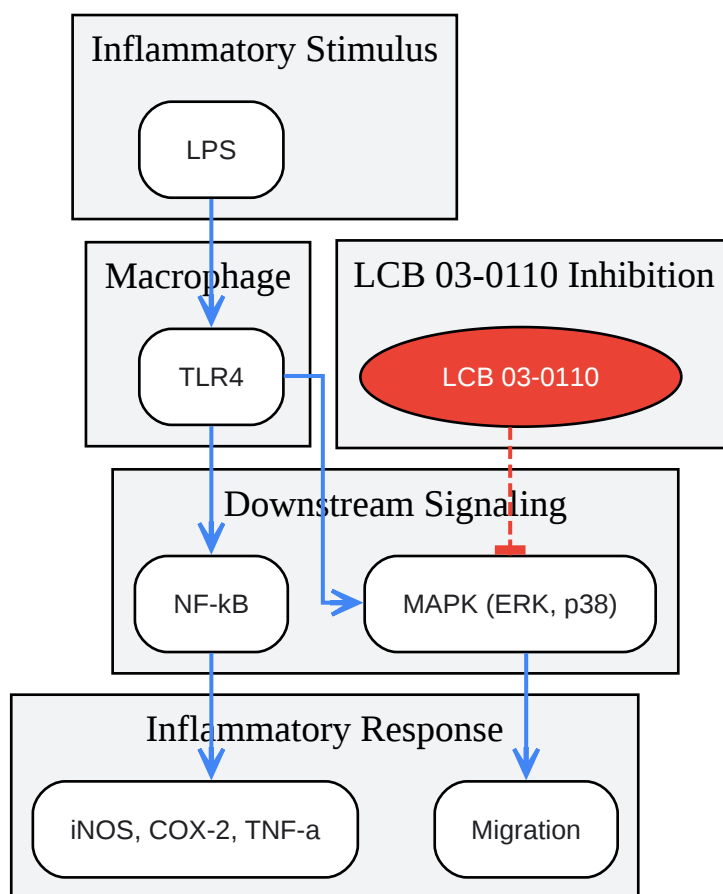 Inflammatory Stimulus
LPS
Macrophage
LCB 03-0110 Inhibition
TLR4
LCB 03-0110
Downstream Signaling
NF-kB
MAPK (ERK, p38)
Inflammatory Response
iNOS, COX-2, TNF-a
Migration